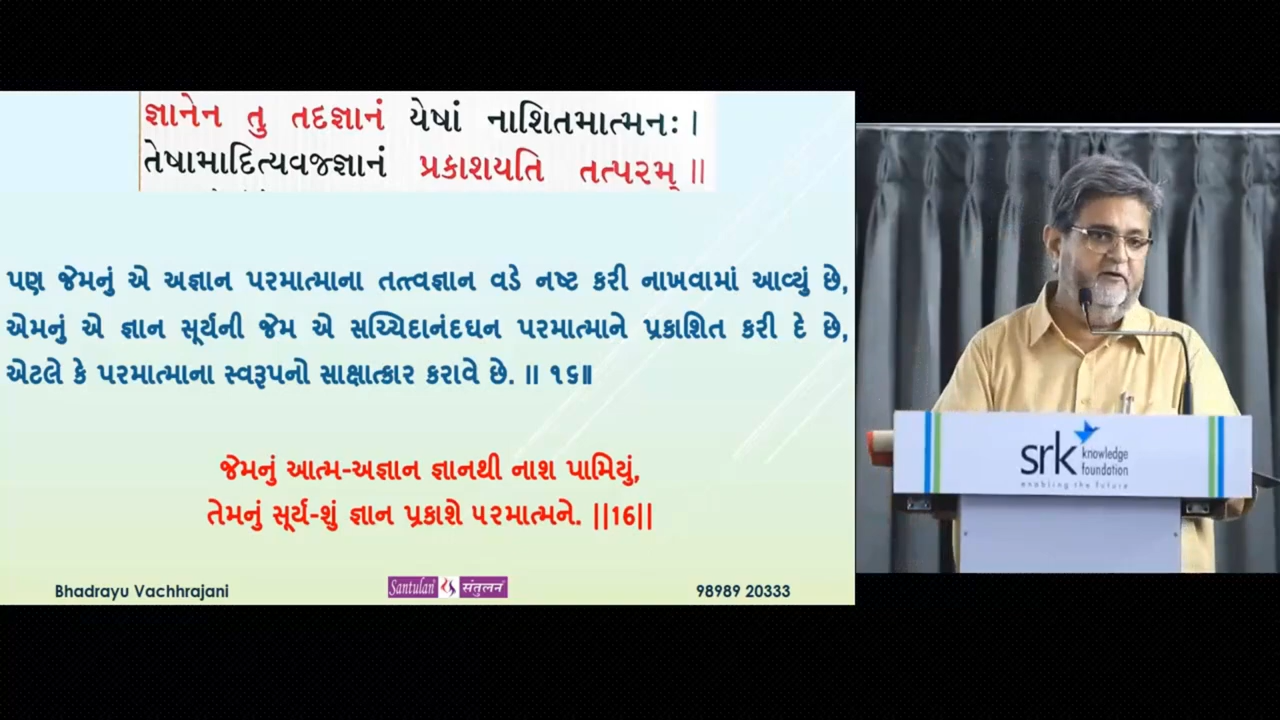 જ્ઞાનેન તુ તદજ્ઞાનં યેષાં નાશિતમાત્મનઃ।
તેષામાદિત્યવજ્જ્ઞાનં પ્રકાશયતિ તત્પરમ્ ॥
પણ જેમનું એ અજ્ઞાન પરમાત્માના તત્ત્વજ્ઞાન વડે નષ્ટ કરી નાખવામાં આવ્યું છે,
એમનું એ જ્ઞાન સૂર્યની જેમ એ સચ્ચિદાનંદઘન પરમાત્માને પ્રકાશિત કરી દે છે,
એટલે કે પરમાત્માના સ્વરૂપનો સાક્ષાત્કાર કરાવે છે. ॥ ૧૬॥
જેમનું આત્મ-અજ્ઞાન જ્ઞાનથી નાશ પામિયું,
તેમનું સૂર્ય-શું જ્ઞાન પ્રકાશે પરમાત્મને. ||16||
Bhadrayu Vachhrajani
Santulan संतुलन
98989 20333
srk knowledge
foundation
enabling the future